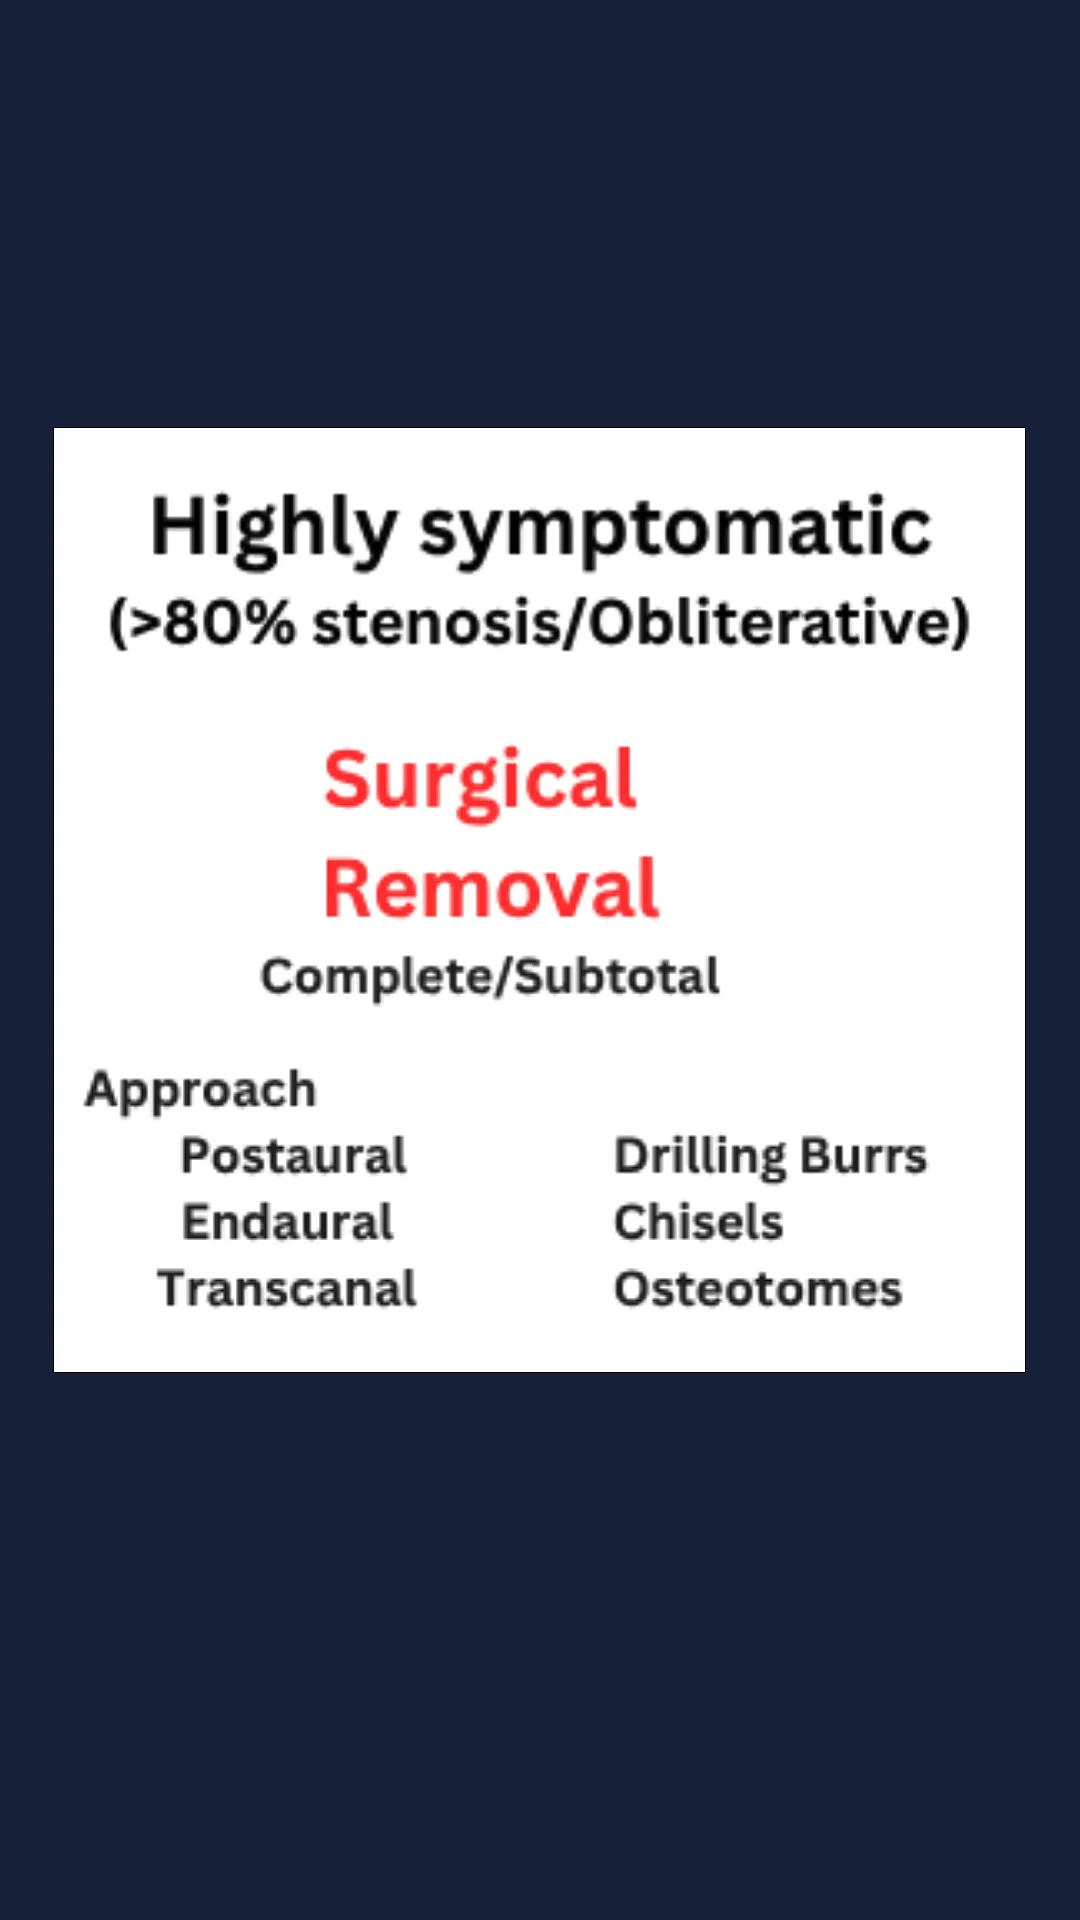 Highly symptomatic
(>80% stenosis/Obliterative)
Surgical
Removal
Complete/Subtotal
Approach
Postaural
Endaural
Transcanal
Drilling Burrs
Chisels
Osteotomes